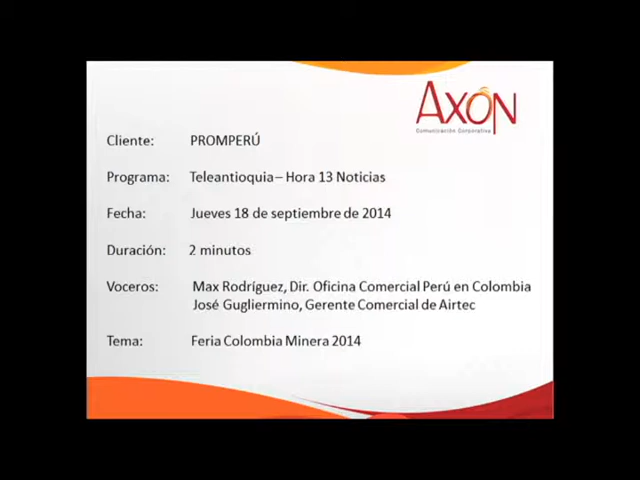 AXÓN
Comunicación Corporativa
Cliente: PROMPERÚ
Programa: Teleantioquia – Hora 13 Noticias
Fecha: Jueves 18 de septiembre de 2014
Duración: 2 minutos
Voceros: Max Rodríguez, Dir. Oficina Comercial Perú en Colombia
José Gugliermino, Gerente Comercial de Airtec
Tema: Feria Colombia Minera 2014